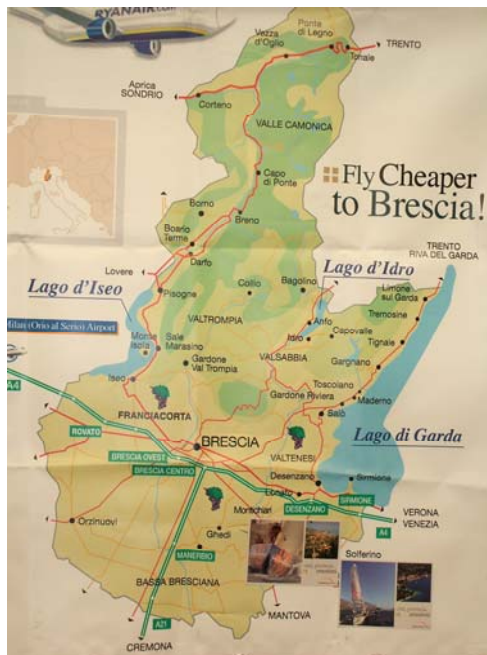 RYANAIR.COM
Ponte
di Legno
Vezza
d'Oglio
TRENTO
Tonale
Aprica
SONDRIO
Corteno
VALLE CAMONICA
Capo
di Ponte
Fly Cheaper
to Brescia!
Borno
Breno
Boario
Terme
Darfo
TRENTO
RIVA DEL GARDA
Lovere
Lago d'Iseo
Pisogne
Collio
Bagolino
Lago d'Idro
Limone
sul Garda
Tremosine
VALTROMPIA
Anfo
Capovalle
Idro
Tignale
Milan (Orio al Serio) Airport
Monte
Isola
Sale
Marasino
Gardone
Val Trompia
VALSABBIA
Gargnano
Iseo
Toscolano
Maderno
Gardone Riviera
Salò
A4
FRANCIACORTA
ROVATO
BRESCIA
Lago di Garda
BRESCIA OVEST
BRESCIA CENTRO
VALTENESI
Desenzano
Sirmione
Lonato
SIRMIONE
DESENZANO
VERONA
VENEZIA
A4
Orzinuovi
Montichiari
Ghedi
MANERBIO
Solferino
BASSA BRESCIANA
MANTOVA
A21
CREMONA